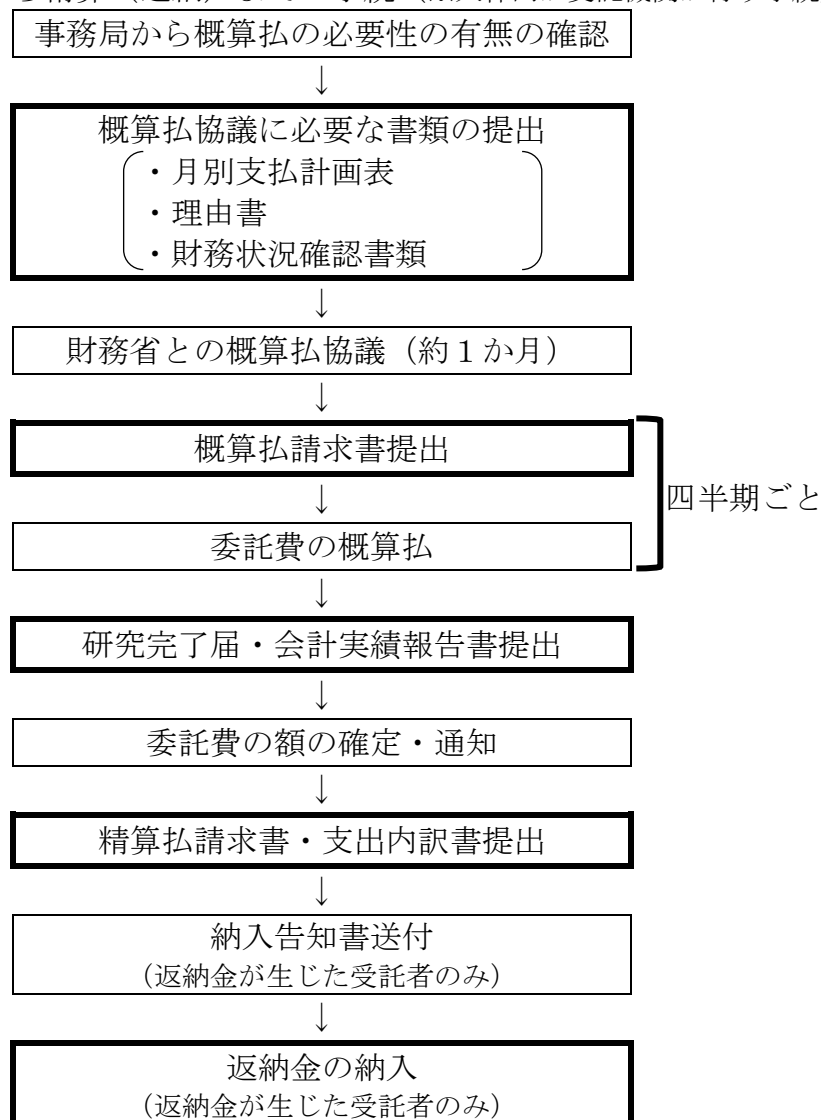 事務局から概算払の必要性の有無の確認
↓
概算払協議に必要な書類の提出
・月別支払計画表
・理由書
・財務状況確認書類
↓
財務省との概算払協議（約１か月）
↓
概算払請求書提出
↓
四半期ごと
委託費の概算払
↓
研究完了届・会計実績報告書提出
↓
委託費の額の確定・通知
↓
精算払請求書・支出内訳書提出
↓
納入告知書送付
（返納金が生じた受託者のみ）
↓
返納金の納入
（返納金が生じた受託者のみ）